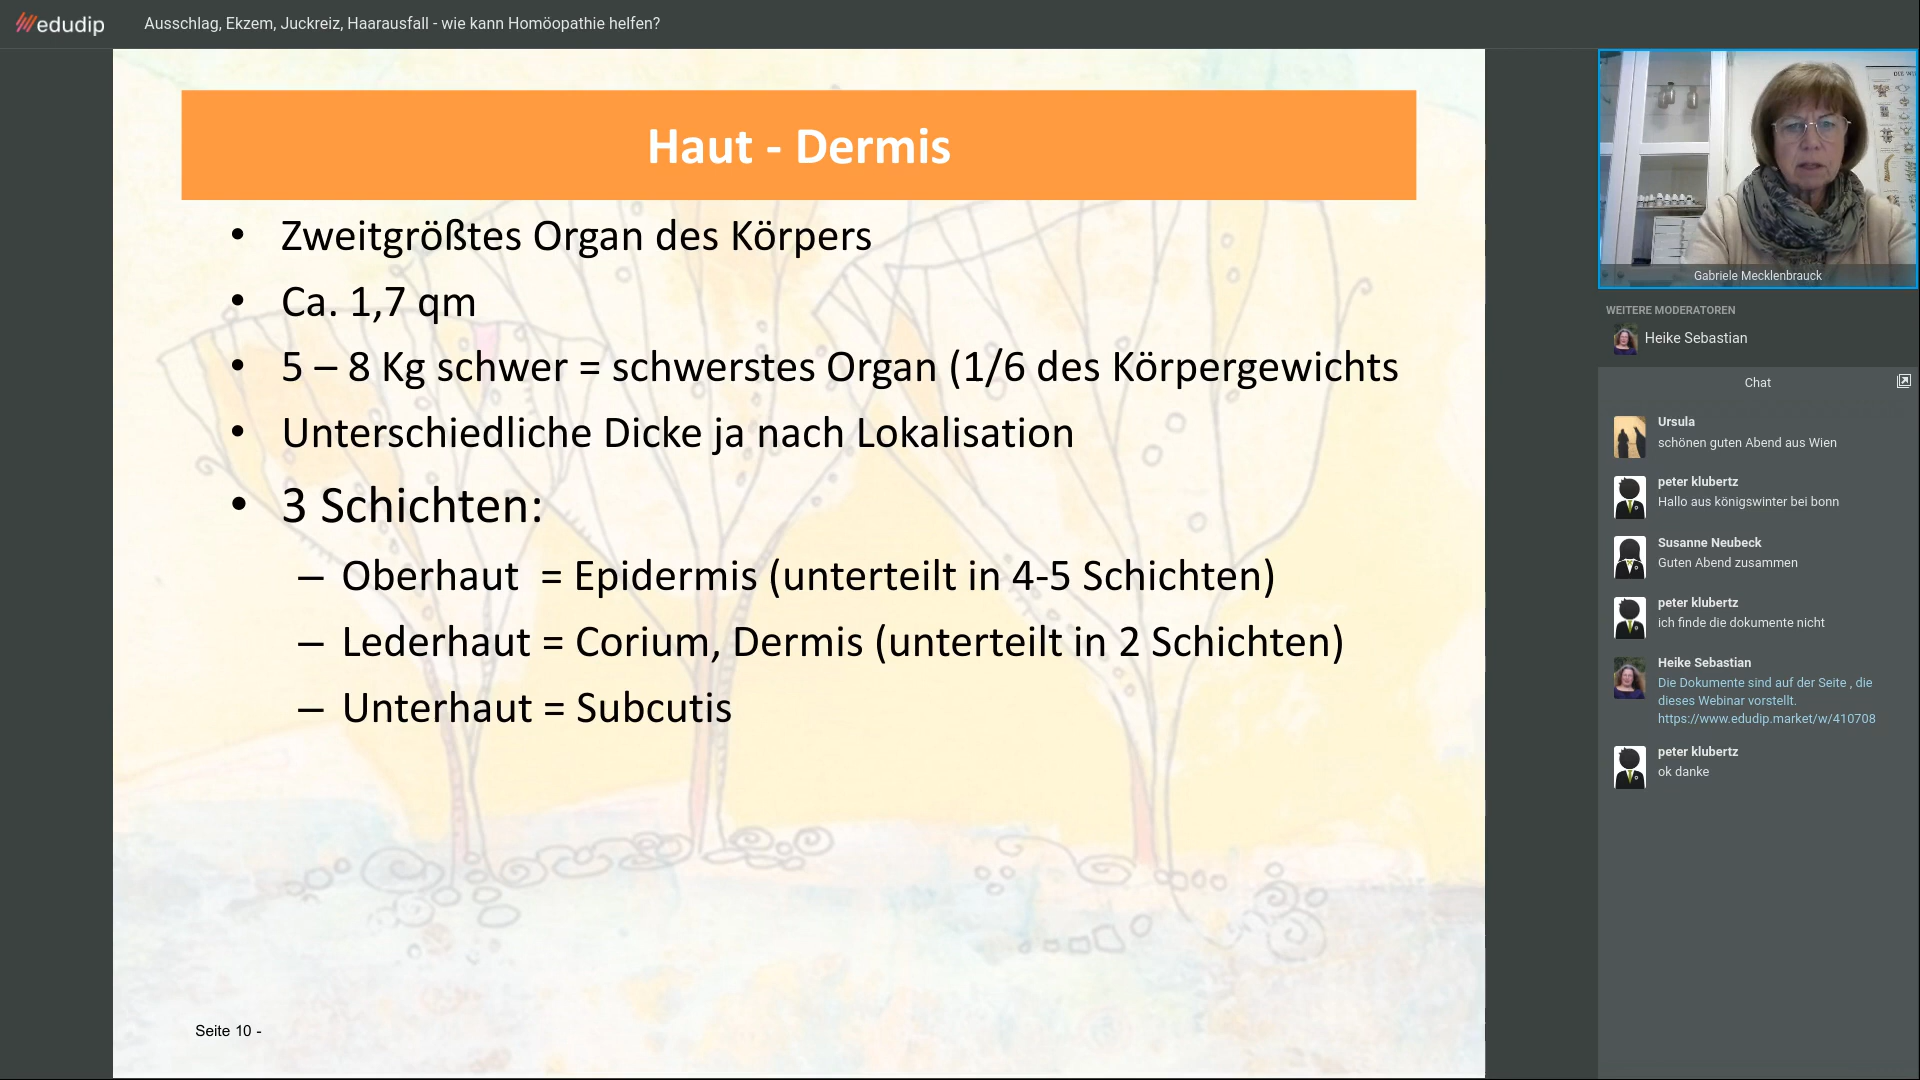 edudip
Ausschlag, Ekzem, Juckreiz, Haarausfall - wie kann Homöopathie helfen?
Haut - Dermis
• Zweitgrößtes Organ des Körpers
• Ca. 1,7 qm
• 5 – 8 Kg schwer = schwerstes Organ (1/6 des Körpergewichts
• Unterschiedliche Dicke ja nach Lokalisation
• 3 Schichten:
– Oberhaut = Epidermis (unterteilt in 4-5 Schichten)
– Lederhaut = Corium, Dermis (unterteilt in 2 Schichten)
– Unterhaut = Subcutis
Seite 10 -
Gabriele Mecklenbrauck
WEITERE MODERATOREN
Heike Sebastian
Chat
Ursula
schönen guten Abend aus Wien
peter klubertz
Hallo aus königswinter bei bonn
Susanne Neubeck
Guten Abend zusammen
peter klubertz
ich finde die dokumente nicht
Heike Sebastian
Die Dokumente sind auf der Seite , die
dieses Webinar vorstellt.
https://www.edudip.market/w/410708
peter klubertz
ok danke